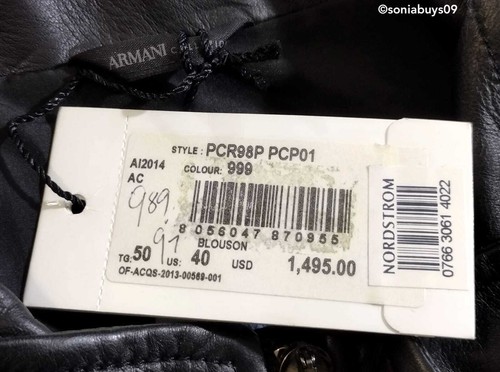 ©soniabuys09
ARMANI
STYLE : PCR98P PCP01
AI2014 COLOUR: 999
AC
989.
8 056047 870955
97 BLOUSON
TG: 50 US: 40 USD 1,495.00
OF-ACQS-2013-00569-001
NORDSTROM
0766 3061 4022